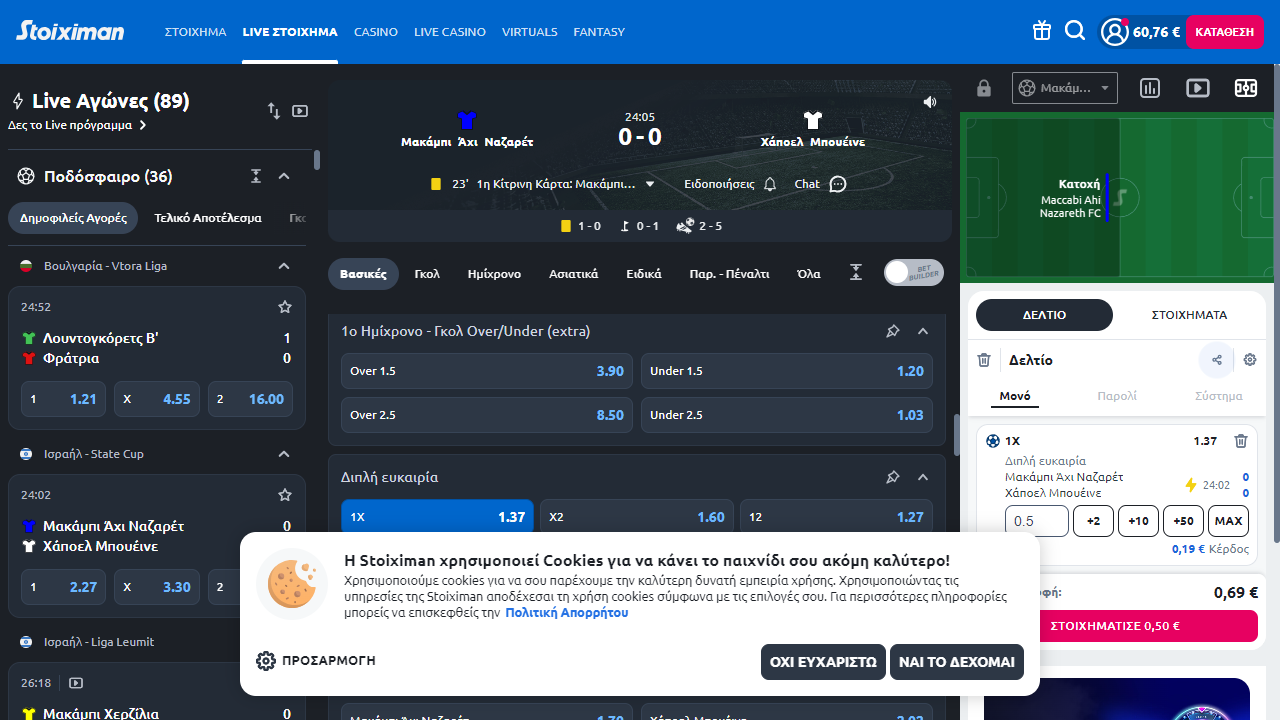 Stoiximan
ΣΤΟΙΧΗΜΑ
LIVE ΣΤΟΙΧΗΜΑ
CASINO
LIVE CASINO
VIRTUALS
FANTASY
60,76 €
ΚΑΤΑΘΕΣΗ
Live Αγώνες (89)
Δες το Live πρόγραμμα
Ποδόσφαιρο (36)
Δημοφιλείς Αγορές
Τελικό Αποτέλεσμα
Βουλγαρία - Vtora Liga
24:52
Λουντογκόρετς Β' 1
Φράτρια 0
1 1.21
X 4.55
2 16.00
Ισραήλ - State Cup
24:02
Μακάμπι Άχι Ναζαρέτ 0
Χάποελ Μπουέινε 0
1 2.27
X 3.30
2
Ισραήλ - Liga Leumit
26:18
Μακάμπι Χερζίλια 0
24:05
0 - 0
Μακάμπι Άχι Ναζαρέτ
Χάποελ Μπουέινε
23' 1η Κίτρινη Κάρτα: Μακάμπι...
Ειδοποιήσεις
Chat
1 - 0
0 - 1
2 - 5
Βασικές
Γκολ
Ημίχρονο
Ασιατικά
Ειδικά
Παρ. - Πέναλτι
Όλα
BET
BUILDER
1ο Ημίχρονο - Γκολ Over/Under (extra)
Over 1.5 3.90
Under 1.5 1.20
Over 2.5 8.50
Under 2.5 1.03
Διπλή ευκαιρία
1X 1.37
X2 1.60
12 1.27
Μακάμπι Άχι Ναζαρέτ 1.70
Χάποελ Μπουέινε 2.02
Μακάμ...
Κατοχή
Maccabi Ahi
Nazareth FC
ΔΕΛΤΙΟ
ΣΤΟΙΧΗΜΑΤΑ
Δελτίο
Μονό
Παρολί
Σύστημα
1X 1.37
Διπλή ευκαιρία
Μακάμπι Άχι Ναζαρέτ 0
Χάποελ Μπουέινε 0
24:02
0.5
+2
+10
+50
MAX
0,19 € Κέρδος
0,69 €
ΣΤΟΙΧΗΜΑΤΙΣΕ 0,50 €
Η Stoiximan χρησιμοποιεί Cookies για να κάνει το παιχνίδι σου ακόμη καλύτερο!
Χρησιμοποιούμε cookies για να σου παρέχουμε την καλύτερη δυνατή εμπειρία χρήσης. Χρησιμοποιώντας τις
υπηρεσίες της Stoiximan αποδέχεσαι τη χρήση cookies σύμφωνα με τις επιλογές σου. Για περισσότερες πληροφορίες
μπορείς να επισκεφθείς την Πολιτική Απορρήτου
ΠΡΟΣΑΡΜΟΓΗ
ΟΧΙ ΕΥΧΑΡΙΣΤΩ
ΝΑΙ ΤΟ ΔΕΧΟΜΑΙ